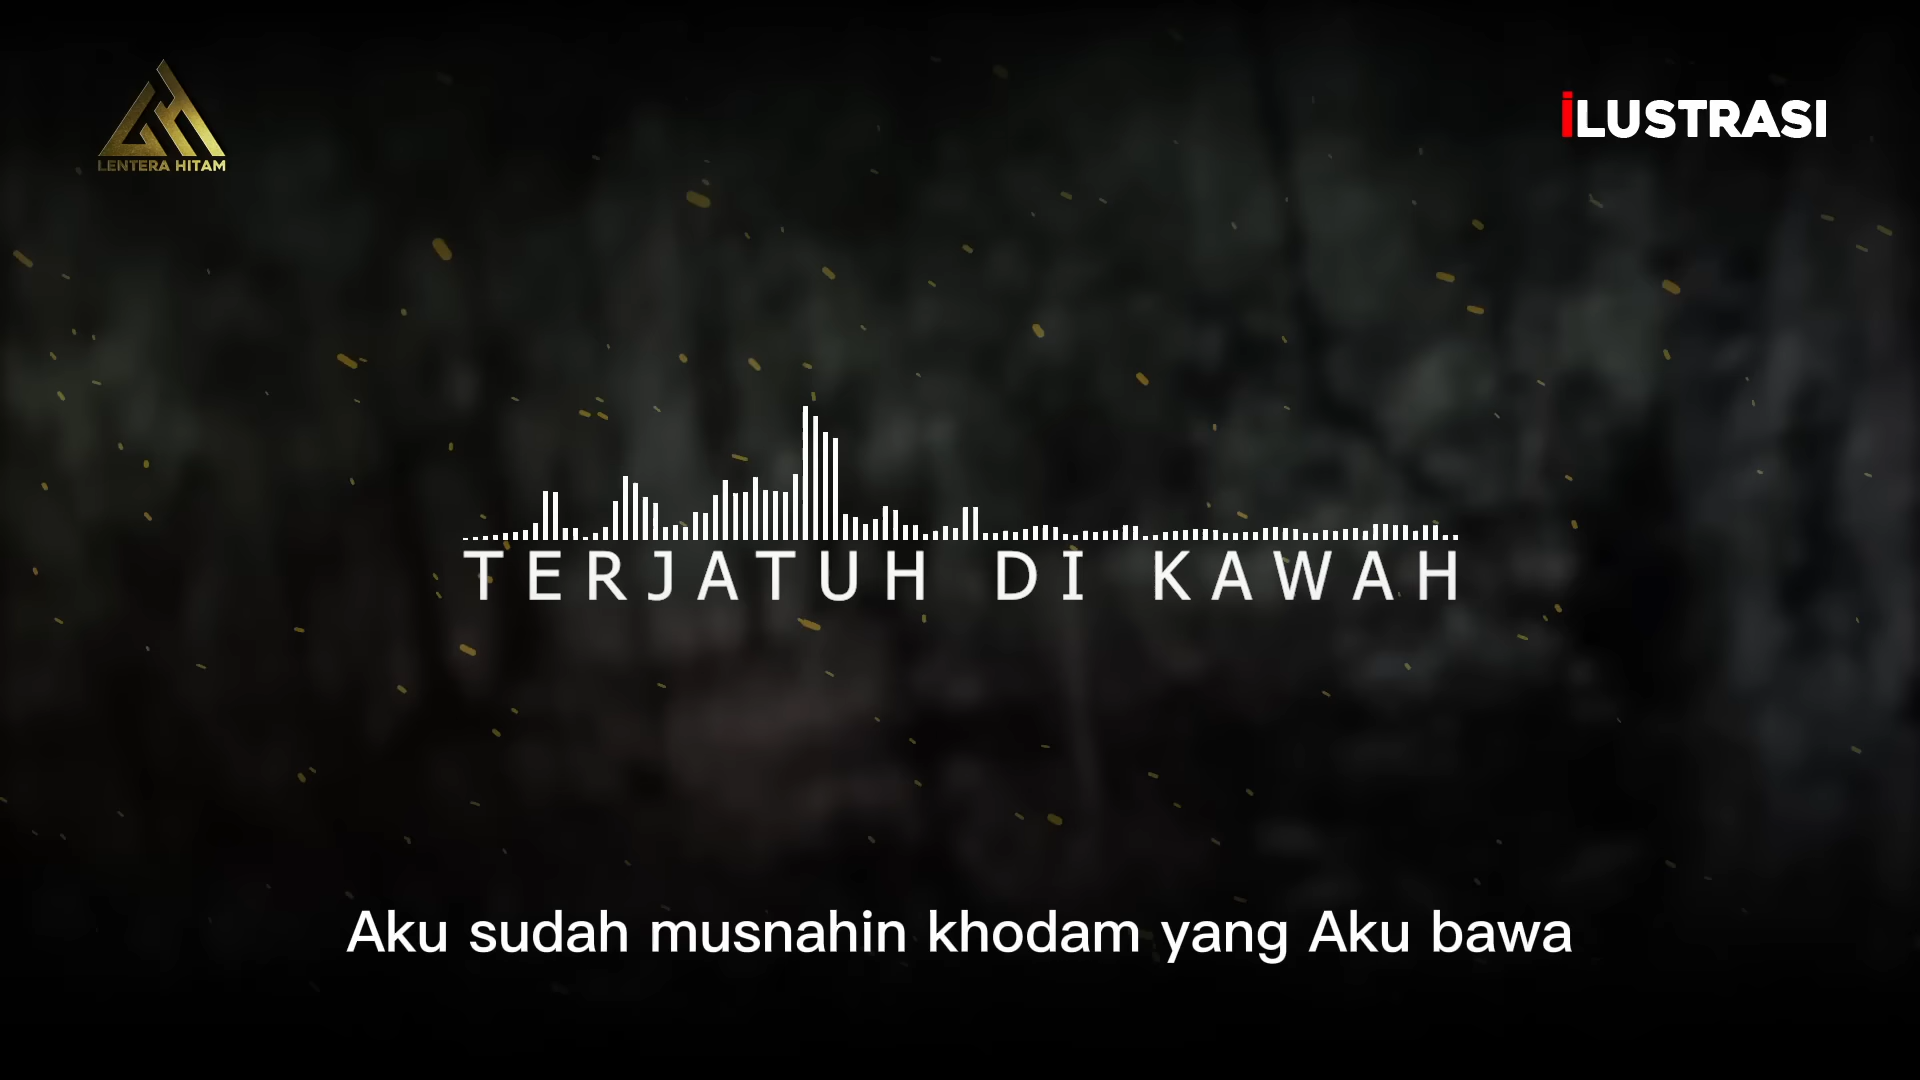 LENTERA HITAM
iLUSTRASI
TERJATUH DI KAWAH
Aku sudah musnahin khodam yang Aku bawa